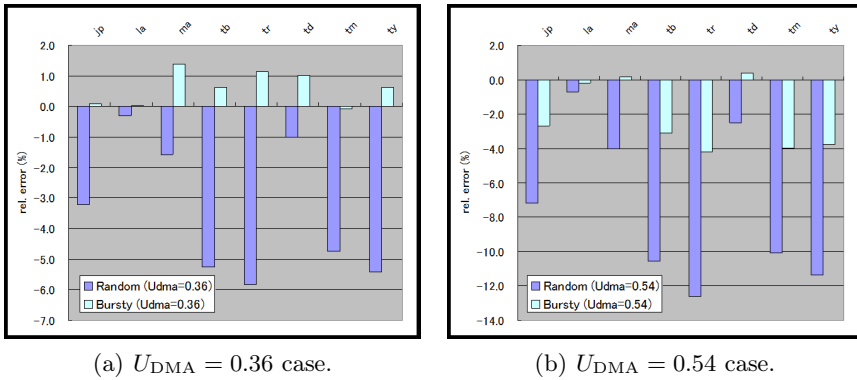 2.0
1.0
0.0
−1.0
−2.0
−3.0
−4.0
−5.0
−6.0
−7.0
rel. error (%)
jp
la
ma
tb
tr
td
tm
ty
Random (Udma=0.36)
Bursty (Udma=0.36)
(a) U_DMA = 0.36 case.
2.0
0.0
−2.0
−4.0
−6.0
−8.0
−10.0
−12.0
−14.0
rel. error (%)
jp
la
ma
tb
tr
td
tm
ty
Random (Udma=0.54)
Bursty (Udma=0.54)
(b) U_DMA = 0.54 case.